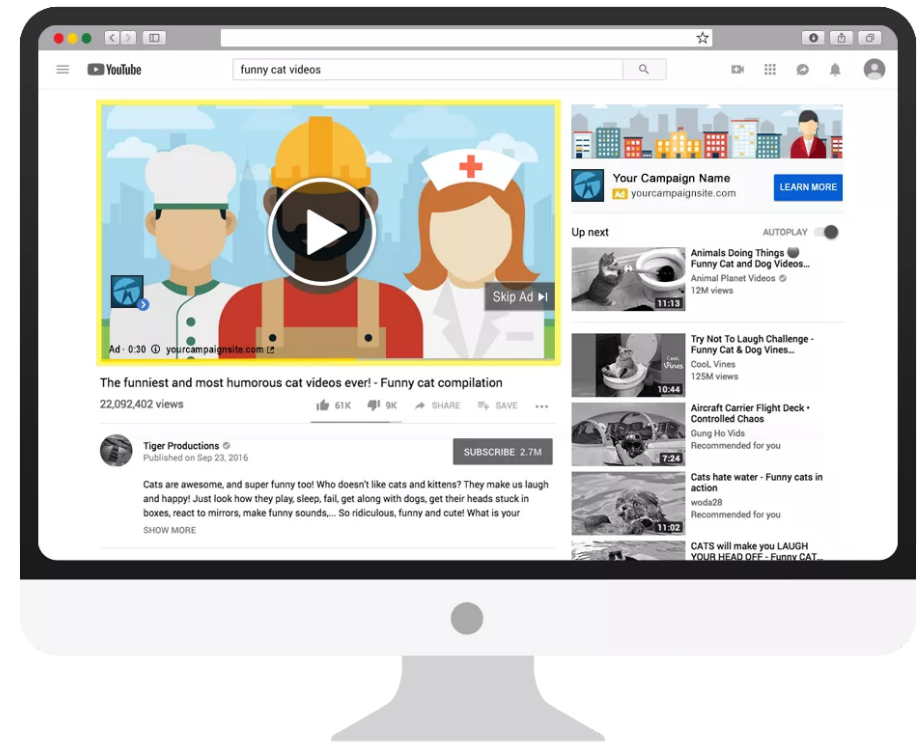 YouTube
funny cat videos
Skip Ad
Ad · 0:30 yourcampaignsite.com
The funniest and most humorous cat videos ever! - Funny cat compilation
22,092,402 views
61K 9K SHARE SAVE
Tiger Productions
Published on Sep 23, 2016
SUBSCRIBE 2.7M
Cats are awesome, and super funny too! Who doesn't like cats and kittens? They make us laugh
and happy! Just look how they play, sleep, fail, get along with dogs, get their heads stuck in
boxes, react to mirrors, make funny sounds,... So ridiculous, funny and cute! What is your
SHOW MORE
Your Campaign Name
Ad yourcampaignsite.com
LEARN MORE
Up next
AUTOPLAY
11:13
Animals Doing Things
Funny Cat and Dog Videos...
Animal Planet Videos
12M views
CooL
Vines
10:44
Try Not To Laugh Challenge -
Funny Cat & Dog Vines...
CooL Vines
125M views
7:24
Aircraft Carrier Flight Deck •
Controlled Chaos
Gung Ho Vids
Recommended for you
11:02
Cats hate water - Funny cats in
action
woda28
Recommended for you
CATS will make you LAUGH
YOUR HEAD OFF - Funny CAT...